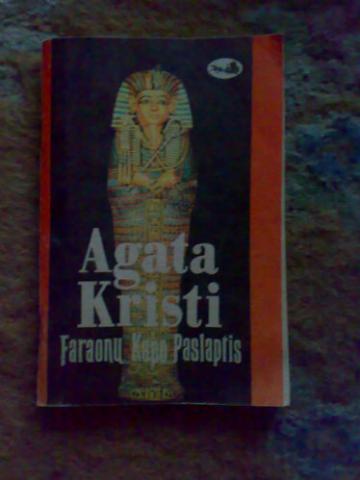 Agata
Kristi
Faraonų Kapo Paslaptis